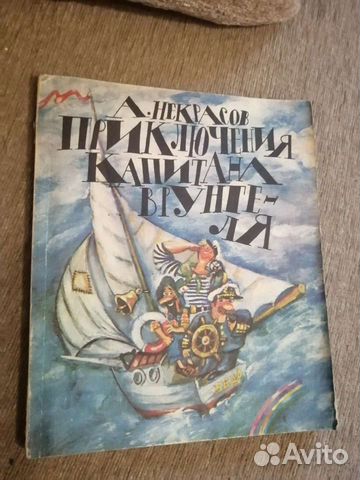 А. НЕКРАСОВ
ПРИКЛЮЧЕНИЯ
КАПИТАНА
ВРУНГЕ-
ЛЯ
Avito